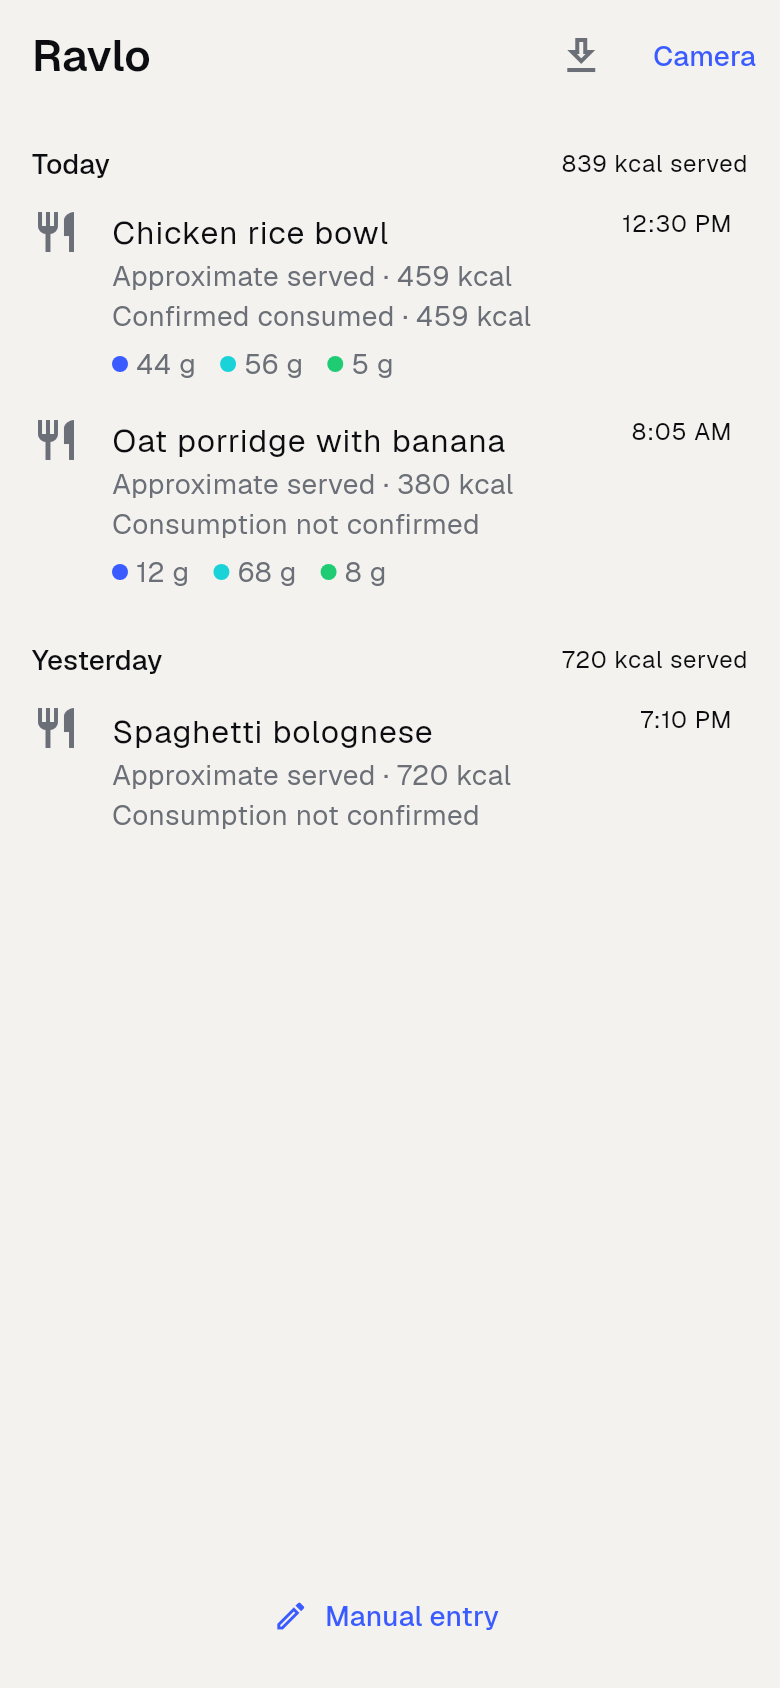 Ravlo
Camera
Today
839 kcal served
Chicken rice bowl
12:30 PM
Approximate served · 459 kcal
Confirmed consumed · 459 kcal
44 g 56 g 5 g
Oat porridge with banana
8:05 AM
Approximate served · 380 kcal
Consumption not confirmed
12 g 68 g 8 g
Yesterday
720 kcal served
Spaghetti bolognese
7:10 PM
Approximate served · 720 kcal
Consumption not confirmed
Manual entry